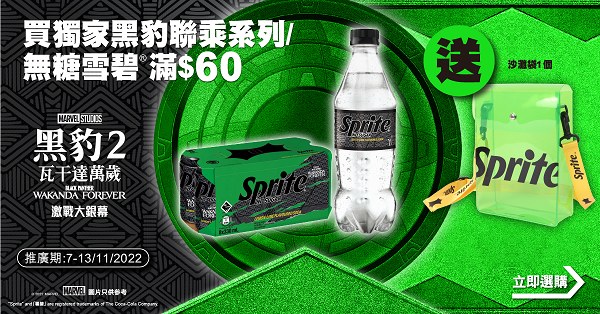 買獨家黑豹聯乘系列/
無糖雪碧®滿$60
送
沙灘袋1個
MARVEL STUDIOS
黑豹2
瓦干達萬歲
BLACK PANTHER
WAKANDA FOREVER
激戰大銀幕
推廣期:7-13/11/2022
Sprite
Sprite
Sprite
Sprite
立即選購
MARVEL 圖片只供參考
"Sprite" and "雪碧" are registered trademarks of The Coca-Cola Company